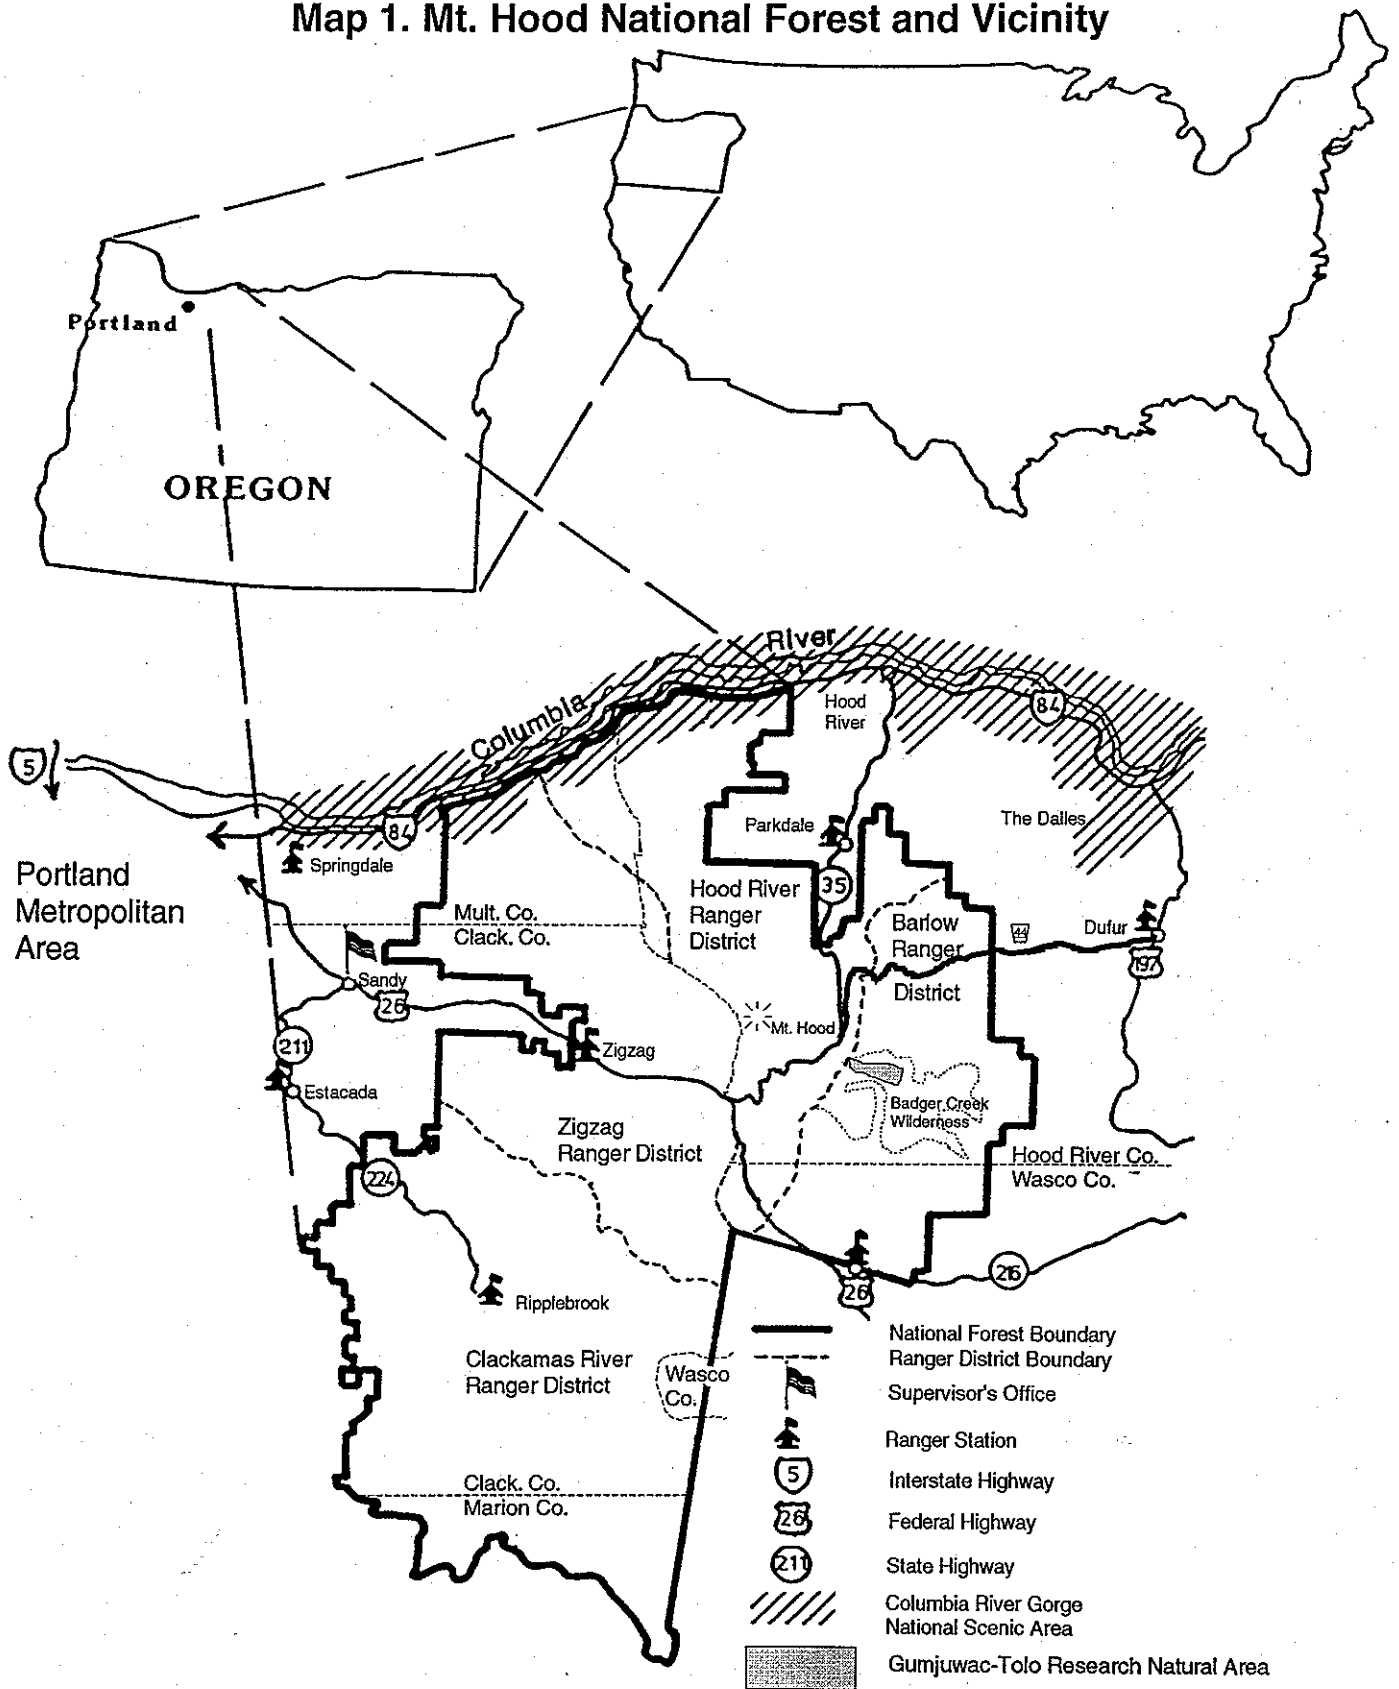 Map 1. Mt. Hood National Forest and Vicinity
Portland
OREGON
River
Columbia
Hood
River
84
5
84
The Dalles
Parkdale
Springdale
Portland
Metropolitan
Area
35
Hood River
Ranger
District
Mult. Co.
Clack. Co.
Barlow
Ranger
District
44
Dufur
197
Sandy
26
Mt. Hood
211
Zigzag
Estacada
Badger Creek
Wilderness
Zigzag
Ranger District
Hood River Co.
Wasco Co.
224
216
26
Ripplebrook
Clackamas River
Ranger District
Wasco
Co.
Clack. Co.
Marion Co.
National Forest Boundary
Ranger District Boundary
Supervisor's Office
Ranger Station
5
Interstate Highway
26
Federal Highway
211
State Highway
Columbia River Gorge
National Scenic Area
Gumjuwac-Tolo Research Natural Area